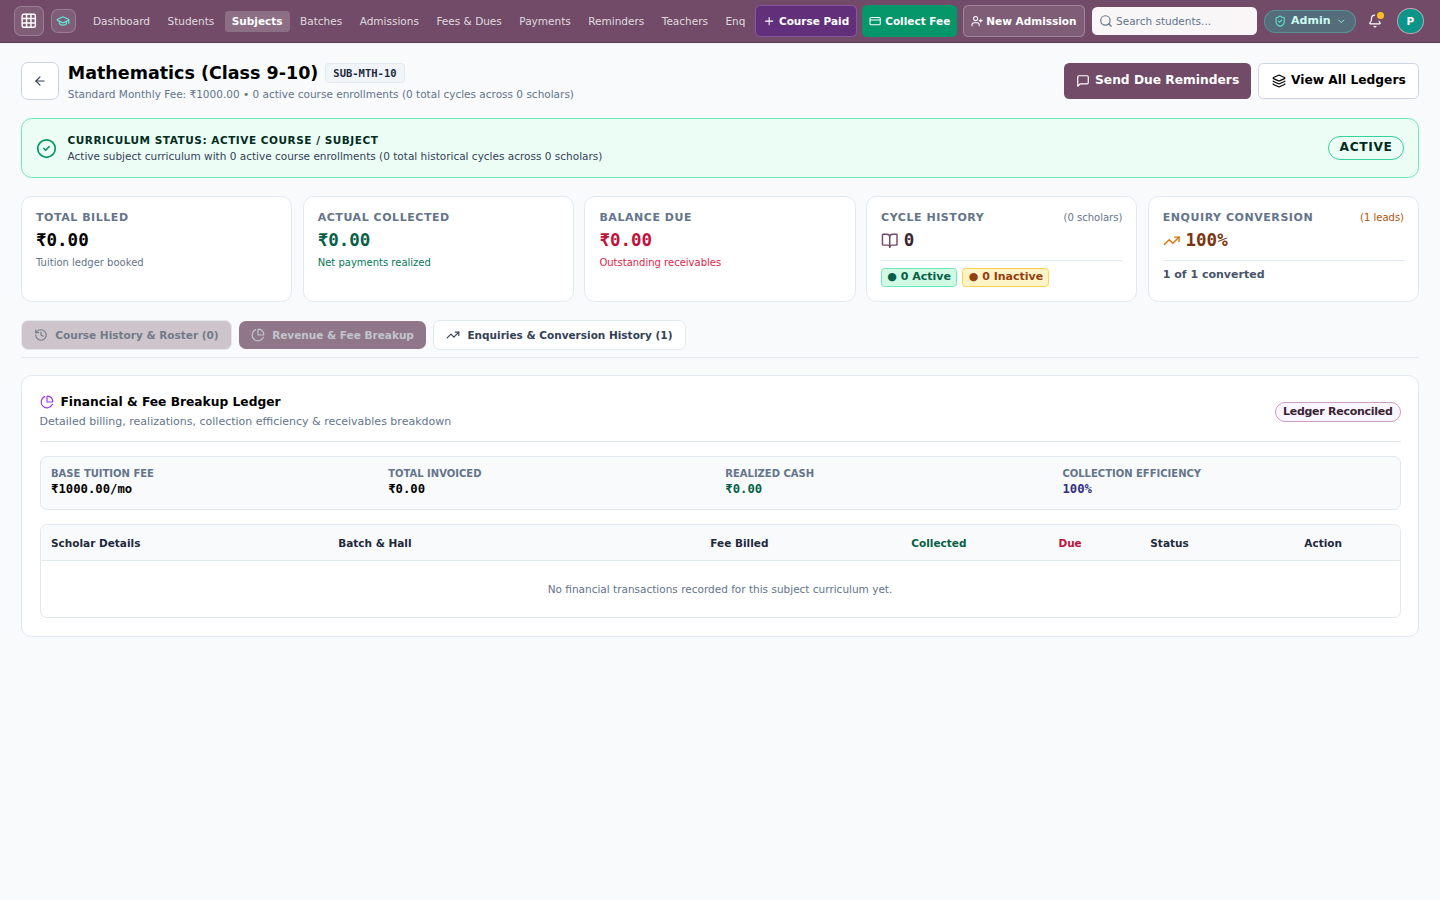 Dashboard Students Subjects Batches Admissions Fees & Dues Payments Reminders Teachers Enq + Course Paid Collect Fee New Admission Search students... Admin P
Mathematics (Class 9-10) SUB-MTH-10
Standard Monthly Fee: ₹1000.00 • 0 active course enrollments (0 total cycles across 0 scholars)
Send Due Reminders View All Ledgers
CURRICULUM STATUS: ACTIVE COURSE / SUBJECT
Active subject curriculum with 0 active course enrollments (0 total historical cycles across 0 scholars)
ACTIVE
TOTAL BILLED
₹0.00
Tuition ledger booked
ACTUAL COLLECTED
₹0.00
Net payments realized
BALANCE DUE
₹0.00
Outstanding receivables
CYCLE HISTORY (0 scholars)
0
● 0 Active ● 0 Inactive
ENQUIRY CONVERSION (1 leads)
100%
1 of 1 converted
Course History & Roster (0) Revenue & Fee Breakup Enquiries & Conversion History (1)
Financial & Fee Breakup Ledger
Detailed billing, realizations, collection efficiency & receivables breakdown
Ledger Reconciled
BASE TUITION FEE
₹1000.00/mo
TOTAL INVOICED
₹0.00
REALIZED CASH
₹0.00
COLLECTION EFFICIENCY
100%
Scholar Details Batch & Hall Fee Billed Collected Due Status Action
No financial transactions recorded for this subject curriculum yet.